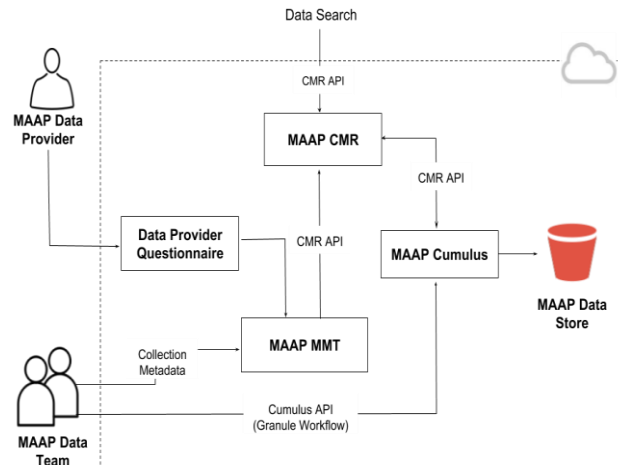 Data Search
CMR API
MAAP Data
Provider
MAAP CMR
CMR API
Data Provider
Questionnaire
CMR API
MAAP Cumulus
MAAP Data
Store
MAAP MMT
Collection
Metadata
Cumulus API
(Granule Workflow)
MAAP Data
Team